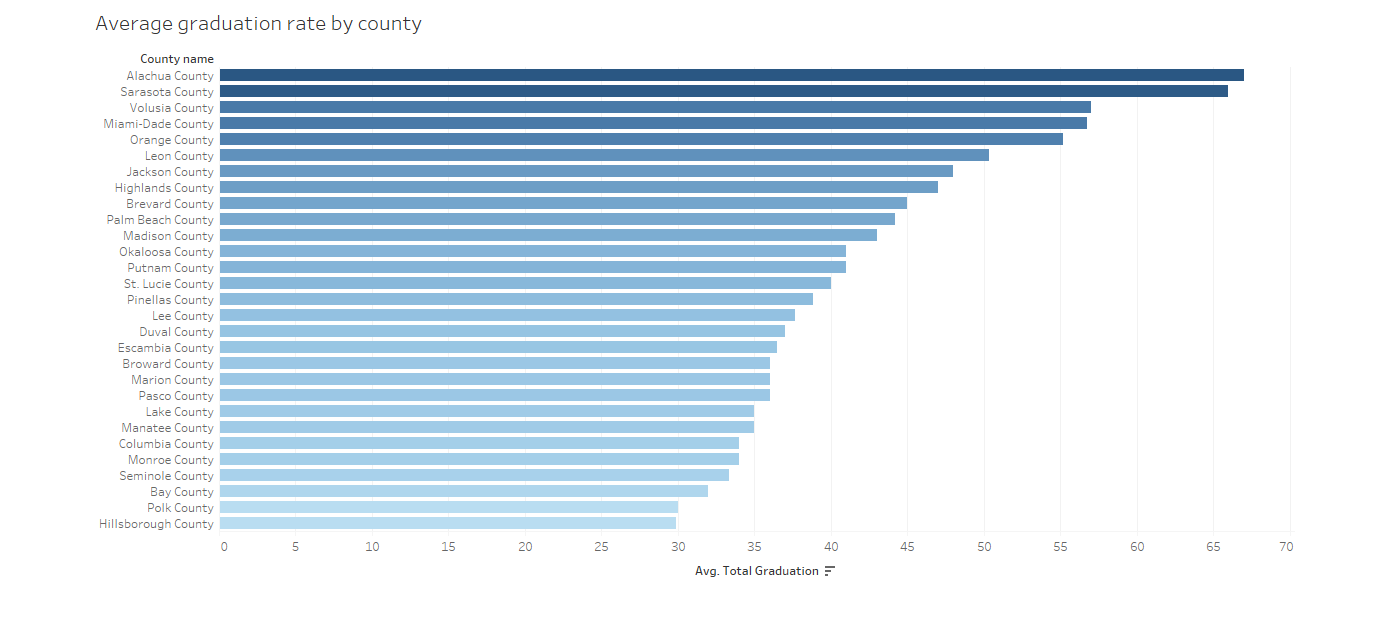 Average graduation rate by county
County name
Alachua County
Sarasota County
Volusia County
Miami-Dade County
Orange County
Leon County
Jackson County
Highlands County
Brevard County
Palm Beach County
Madison County
Okaloosa County
Putnam County
St. Lucie County
Pinellas County
Lee County
Duval County
Escambia County
Broward County
Marion County
Pasco County
Lake County
Manatee County
Columbia County
Monroe County
Seminole County
Bay County
Polk County
Hillsborough County
0 5 10 15 20 25 30 35 40 45 50 55 60 65 70
Avg. Total Graduation